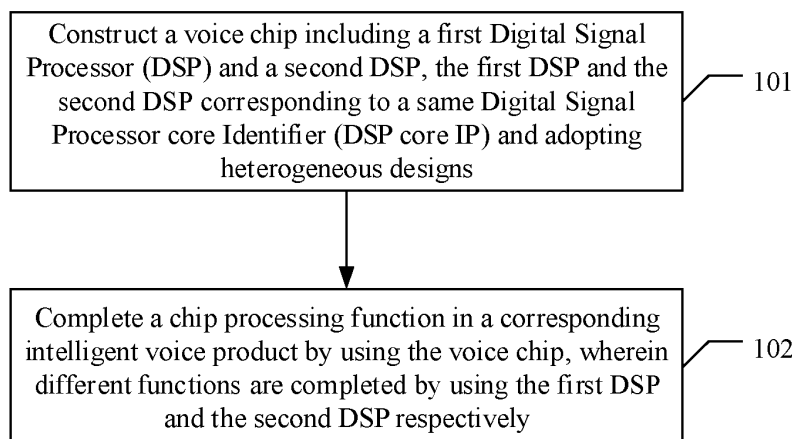 Construct a voice chip including a first Digital Signal
Processor (DSP) and a second DSP, the first DSP and the
second DSP corresponding to a same Digital Signal
Processor core Identifier (DSP core IP) and adopting
heterogeneous designs
101
Complete a chip processing function in a corresponding
intelligent voice product by using the voice chip, wherein
different functions are completed by using the first DSP
and the second DSP respectively
102